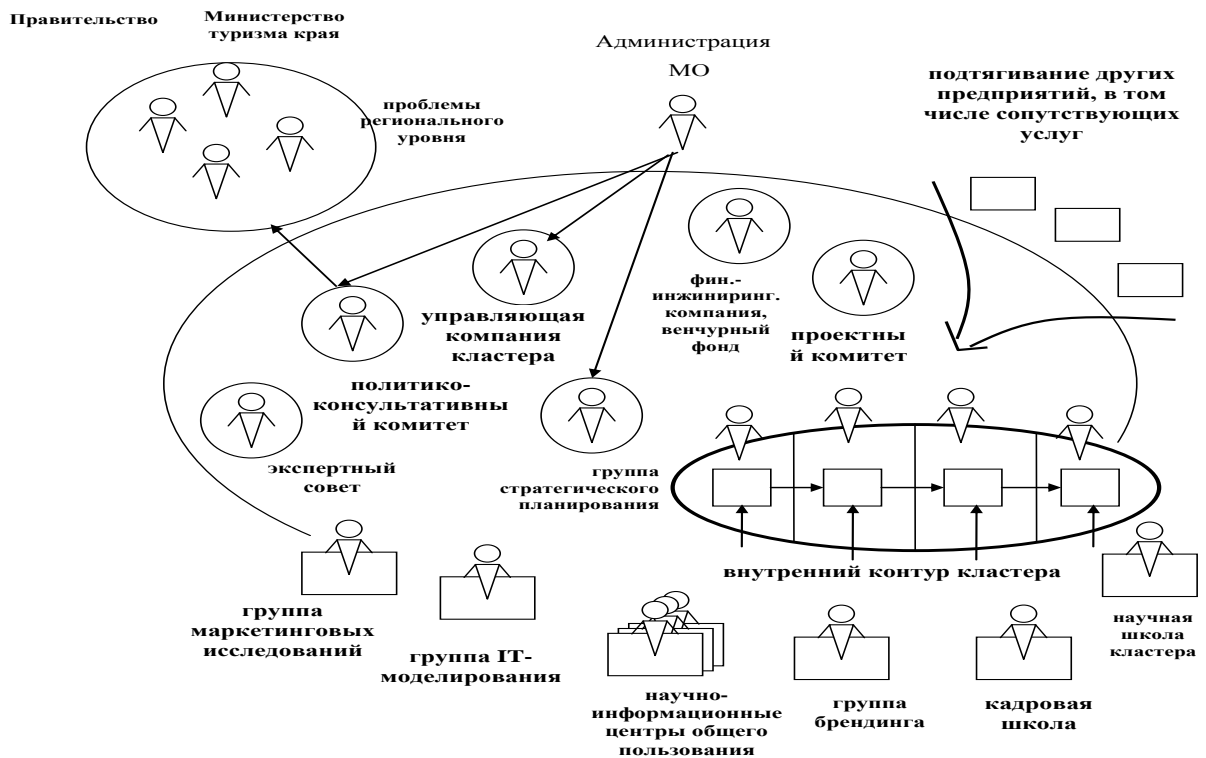 Правительство
Министерство
туризма края
Администрация
МО
проблемы
регионального
уровня
подтягивание других
предприятий, в том
числе сопутствующих
услуг
управляющая
компания
кластера
фин.-
инжиниринг.
компания,
венчурный
фонд
проектны
й комитет
политико-
консультативны
й комитет
экспертный
совет
группа
стратегического
планирования
внутренний контур кластера
группа
маркетинговых
исследований
группа IT-
моделирования
научно-
информационные
центры общего
пользования
группа
брендинга
кадровая
школа
научная
школа
кластера